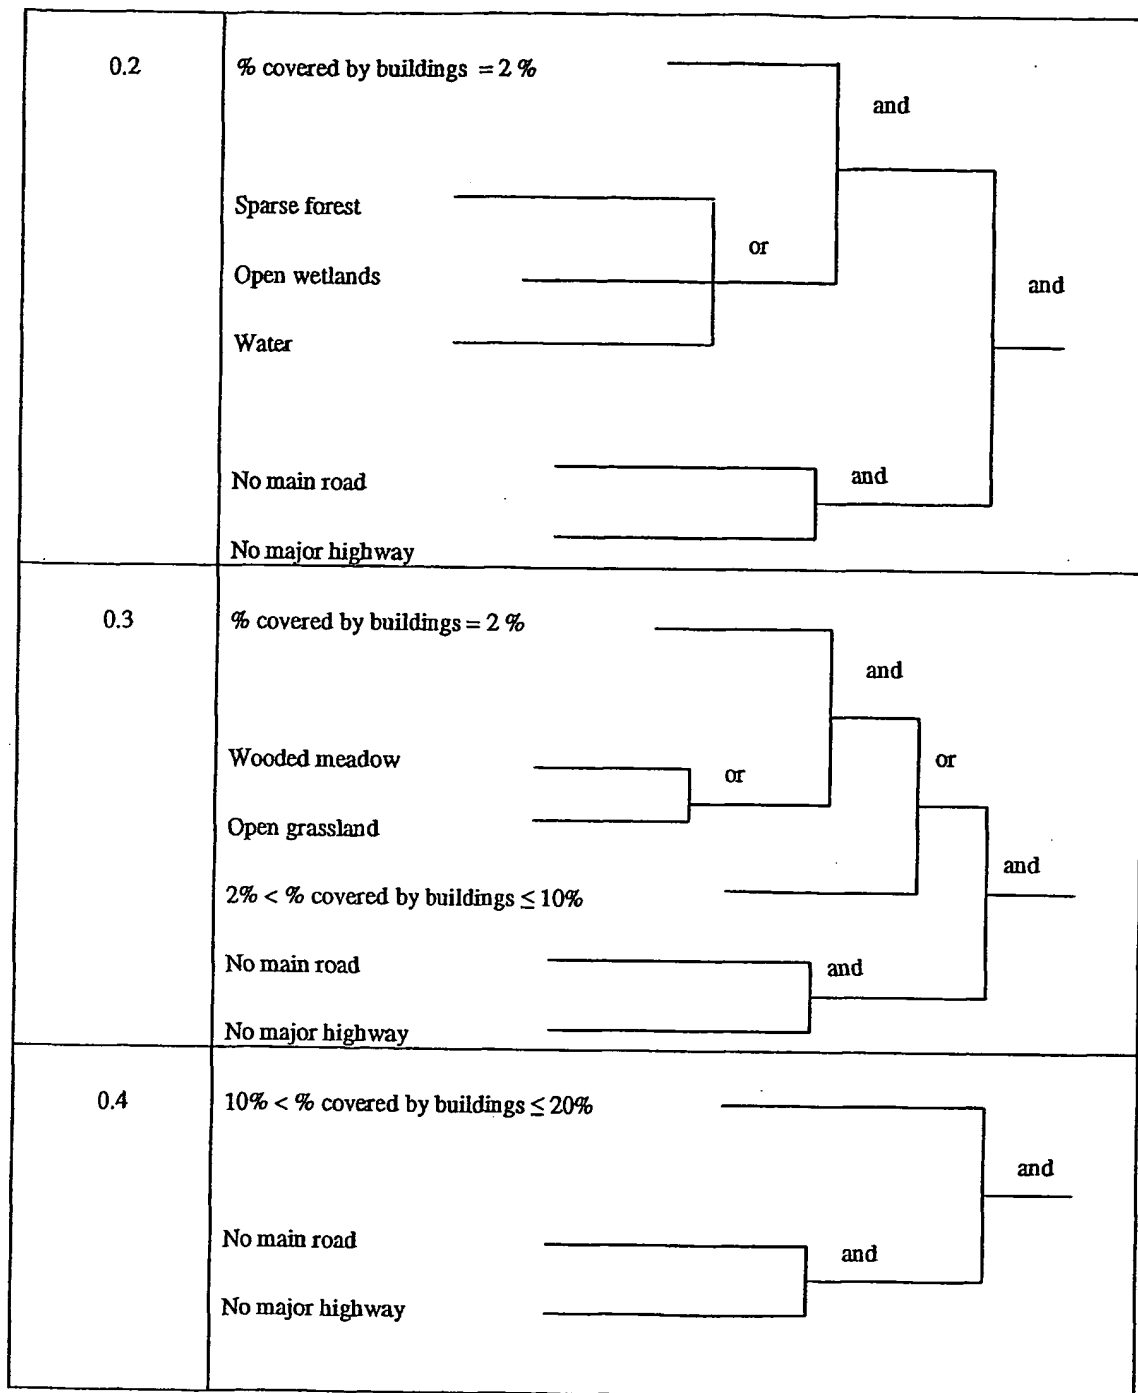 0.2
% covered by buildings = 2 %
and
Sparse forest
or
Open wetlands
and
Water
No main road
and
No major highway
0.3
% covered by buildings = 2 %
and
Wooded meadow
or
or
Open grassland
and
2% < % covered by buildings ≤ 10%
No main road
and
No major highway
0.4
10% < % covered by buildings ≤ 20%
and
No main road
and
No major highway